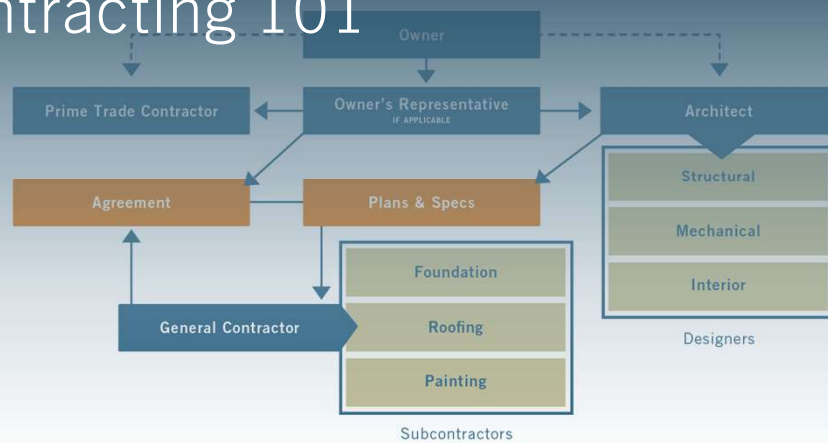 ntracting 101
Owner
Prime Trade Contractor
Owner's Representative
IF APPLICABLE
Architect
Structural
Mechanical
Interior
Designers
Agreement
Plans & Specs
General Contractor
Foundation
Roofing
Painting
Subcontractors